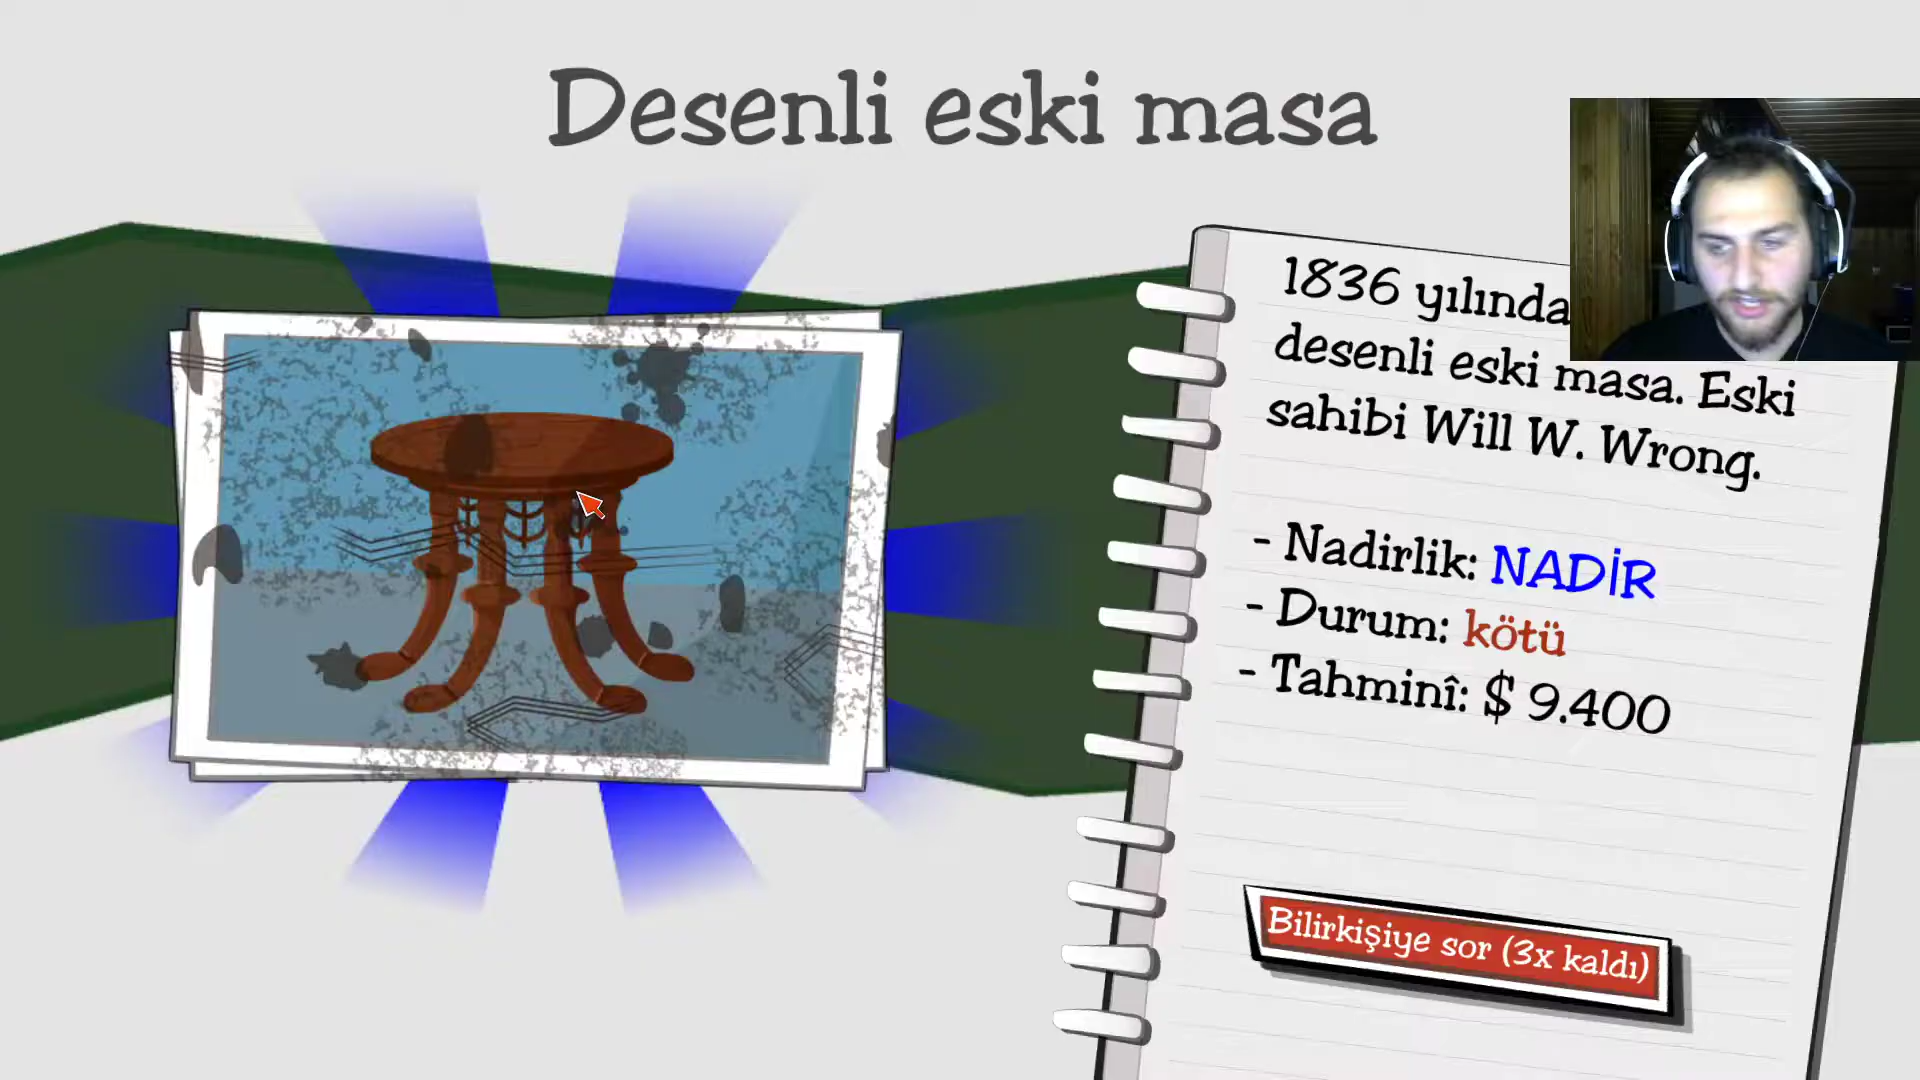 Desenli eski masa
1836 yılında
desenli eski masa. Eski
sahibi Will W. Wrong.
- Nadirlik: NADİR
- Durum: kötü
- Tahminî: $ 9.400
Bilirkişiye sor (3x kaldı)